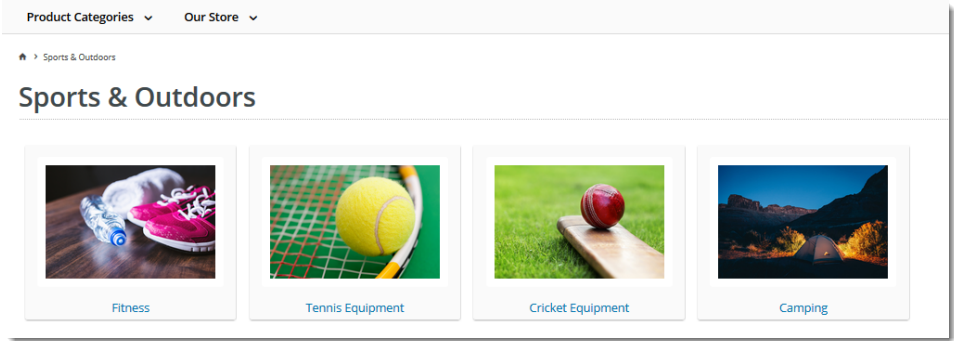 Product Categories Our Store
Sports & Outdoors
Sports & Outdoors
Fitness Tennis Equipment Cricket Equipment Camping